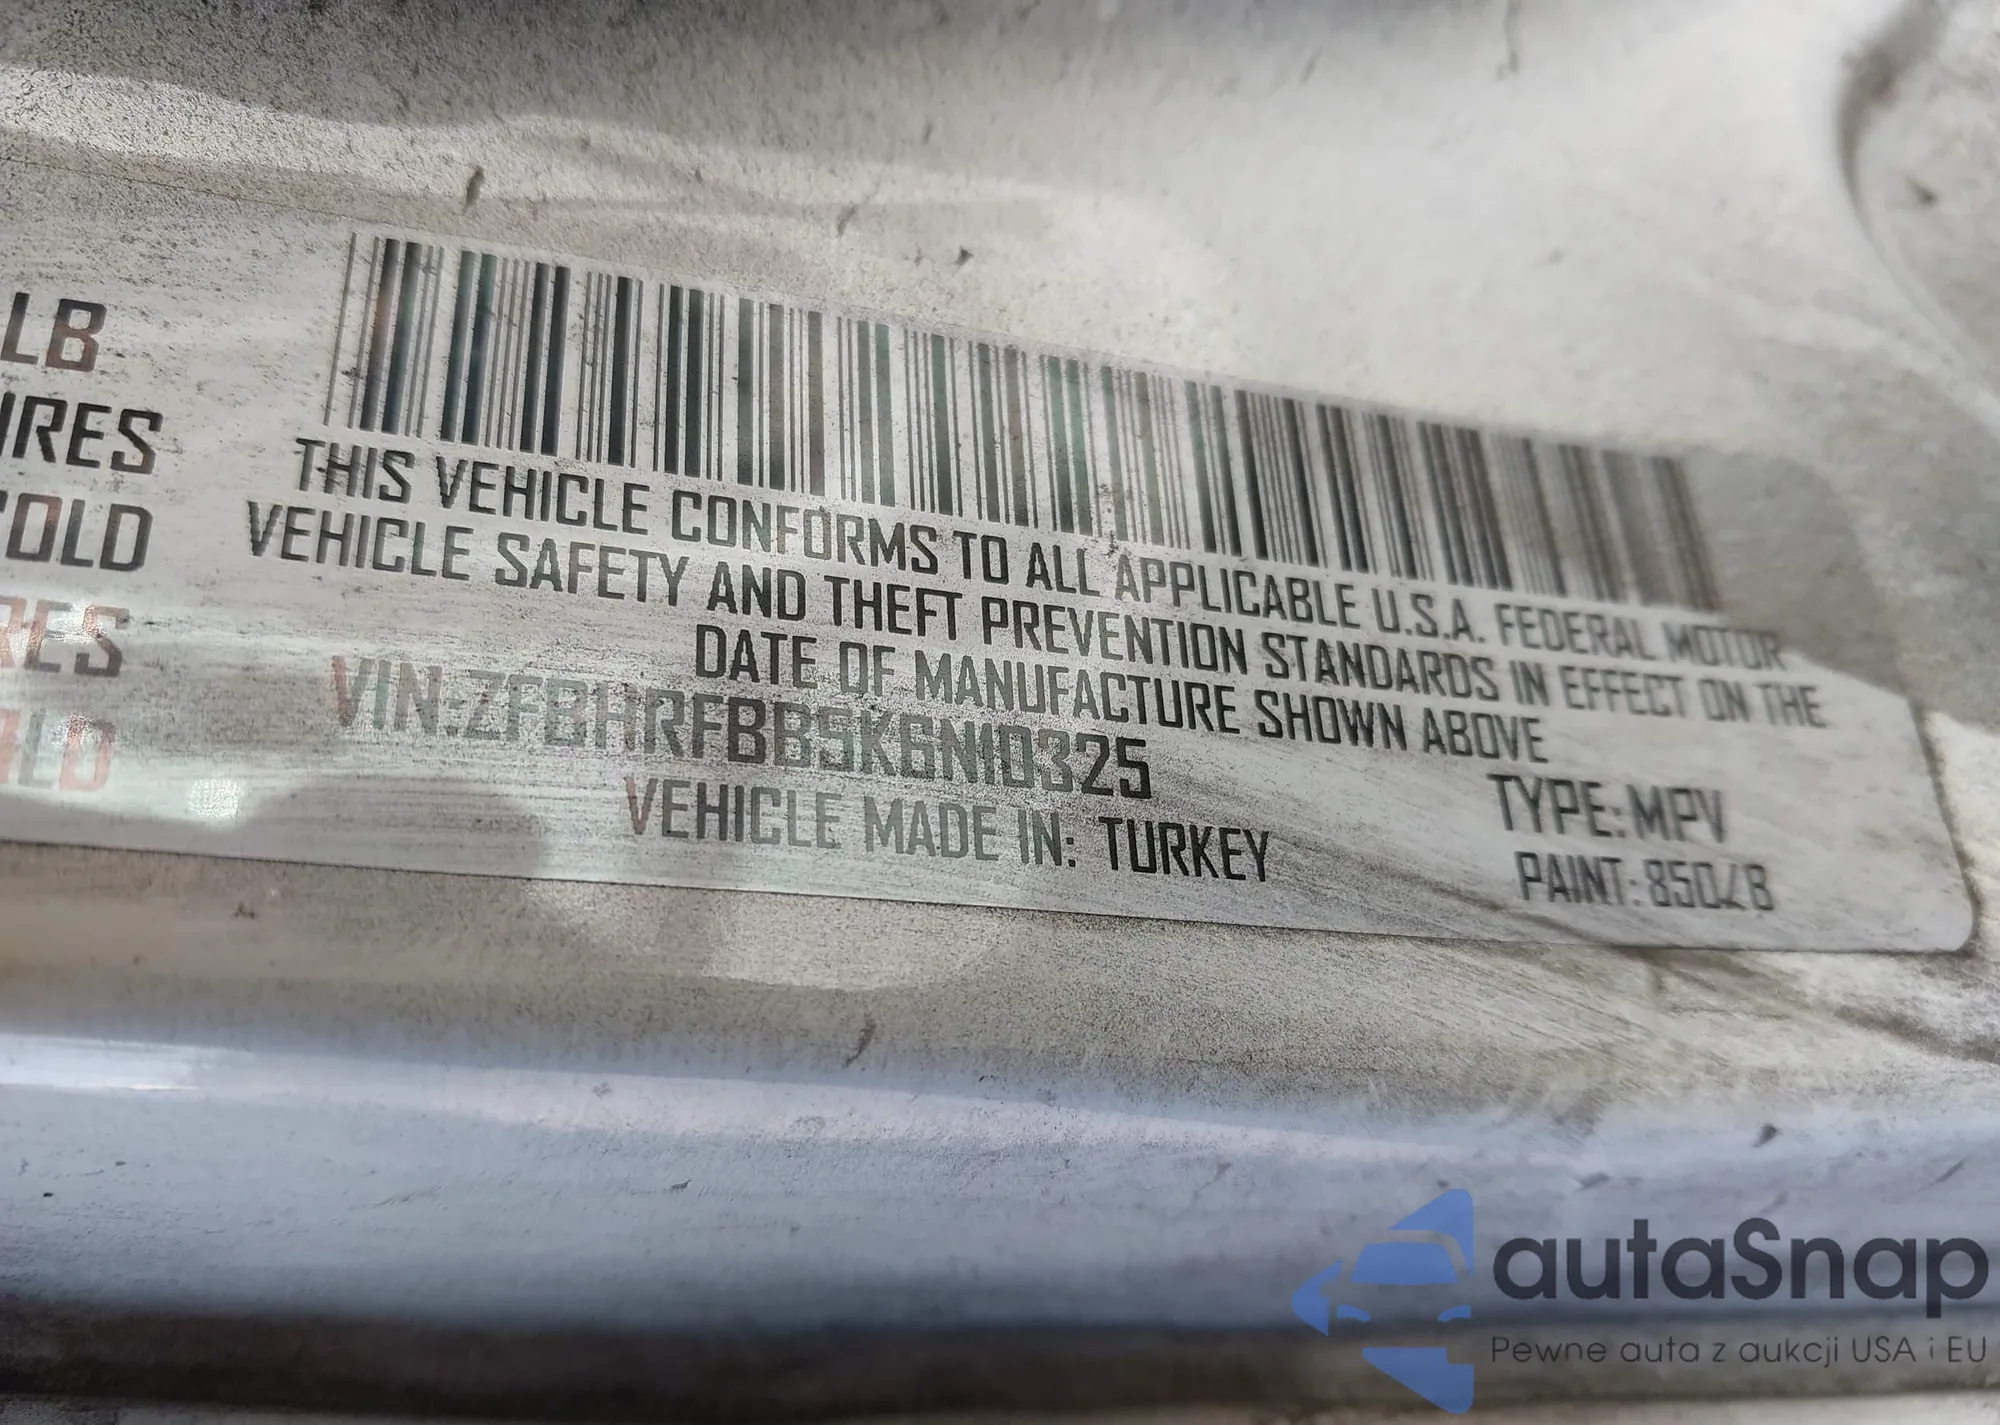 LB
IRES
COLD
RES
OLD
THIS VEHICLE CONFORMS TO ALL APPLICABLE U.S.A. FEDERAL MOTOR
VEHICLE SAFETY AND THEFT PREVENTION STANDARDS IN EFFECT ON THE
DATE OF MANUFACTURE SHOWN ABOVE
VIN:ZFBHRFBB5K6N10325
TYPE: MPV
VEHICLE MADE IN: TURKEY
PAINT:
autaSnap
Pewne auta z aukcji USA i EU